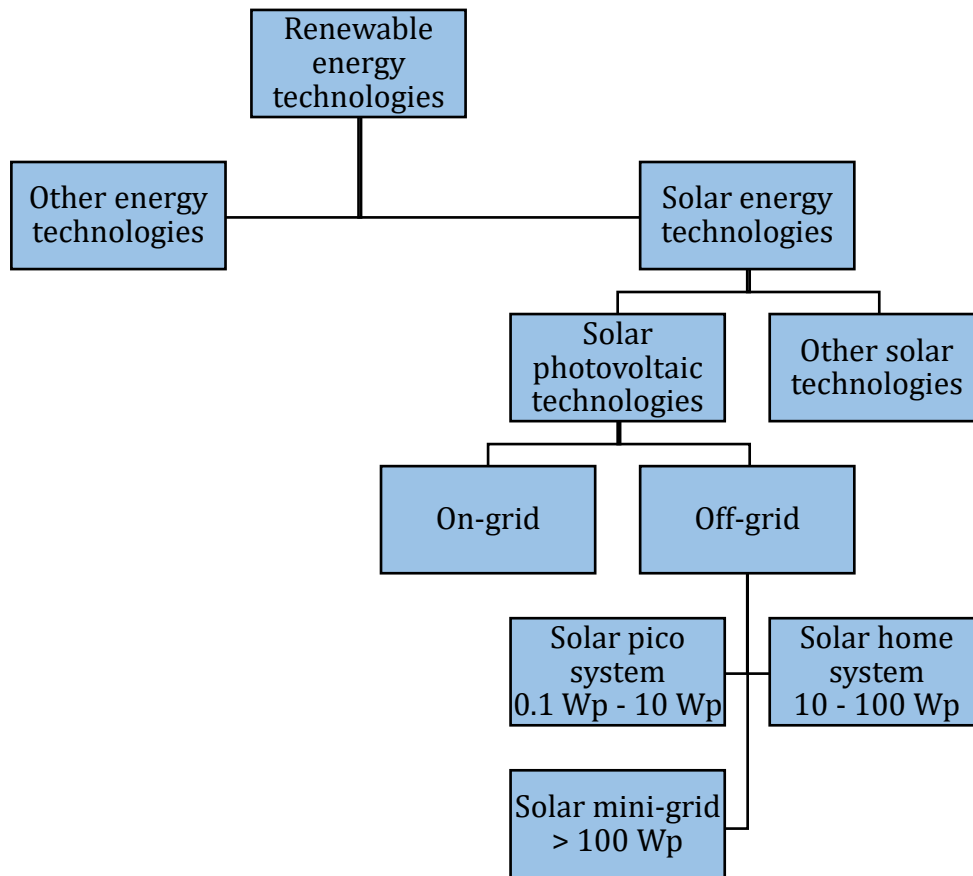 Renewable
energy
technologies
Other energy
technologies
Solar energy
technologies
Solar
photovoltaic
technologies
Other solar
technologies
On-grid
Off-grid
Solar pico
system
0.1 Wp - 10 Wp
Solar home
system
10 - 100 Wp
Solar mini-grid
> 100 Wp